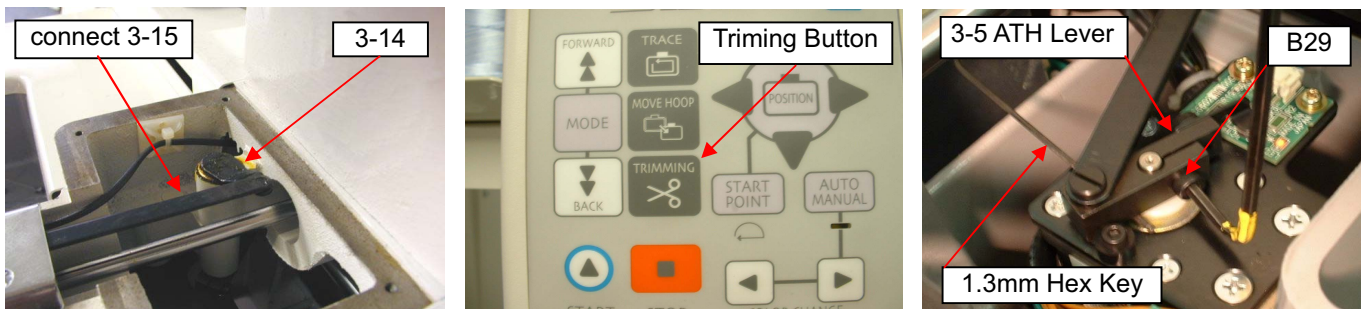 connect 3-15
3-14
FORWARD
TRACE
Triming Button
MODE
MOVE HOOP
POSITION
BACK
TRIMMING
START
POINT
AUTO
MANUAL
3-5 ATH Lever
B29
1.3mm Hex Key